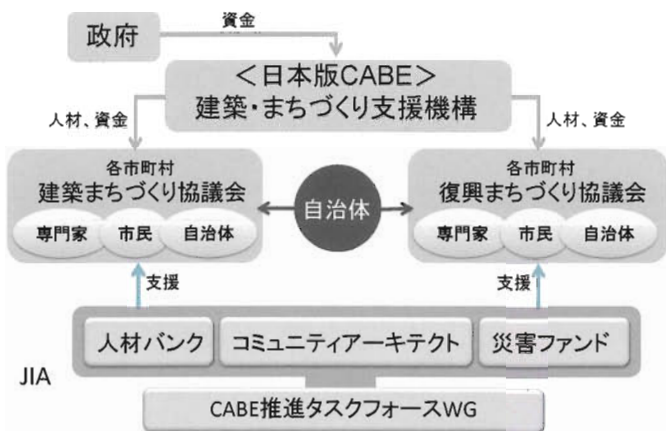 政府
資金
＜日本版CABE＞
建築・まちづくり支援機構
人材、資金
人材、資金
各市町村
建築まちづくり協議会
専門家
市民
自治体
自治体
各市町村
復興まちづくり協議会
専門家
市民
自治体
支援
支援
JIA
人材バンク
コミュニティアーキテクト
災害ファンド
CABE推進タスクフォースWG